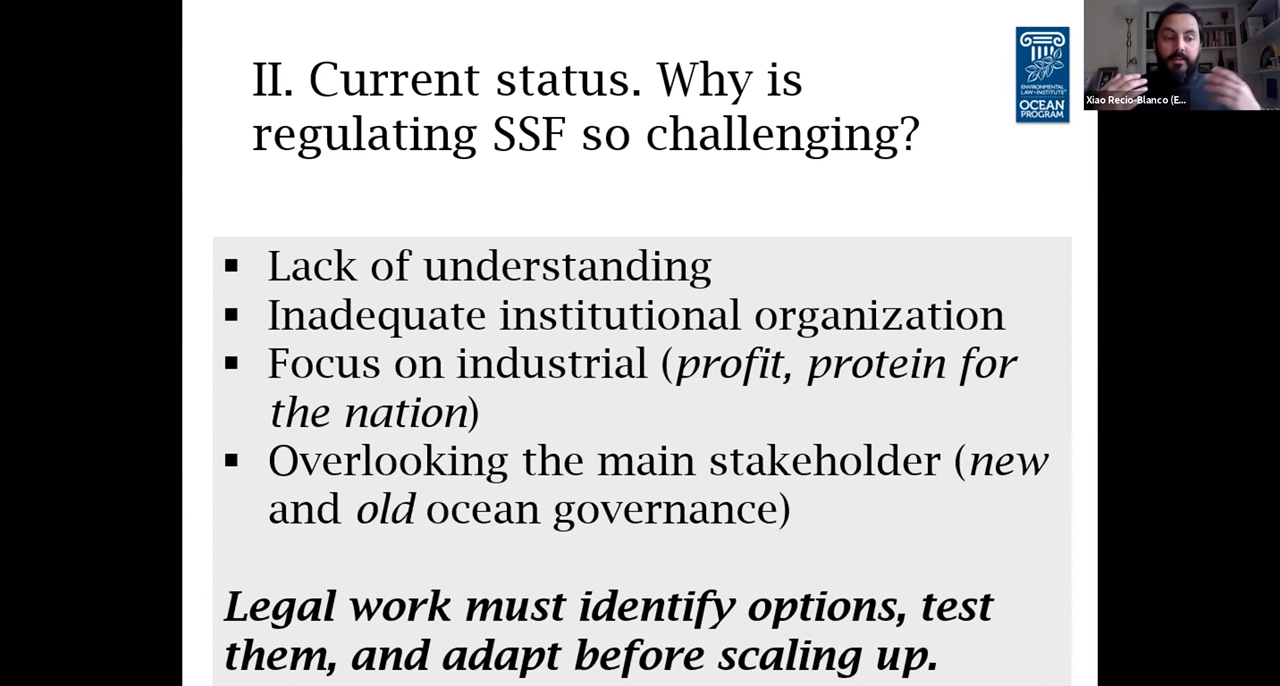 II. Current status. Why is
regulating SSF so challenging?
ENVIRONMENTAL
LAW • INSTITUTE®
OCEAN
PROGRAM
Xiao Recio-Blanco (E...
▪ Lack of understanding
▪ Inadequate institutional organization
▪ Focus on industrial (profit, protein for
the nation)
▪ Overlooking the main stakeholder (new
and old ocean governance)
Legal work must identify options, test
them, and adapt before scaling up.